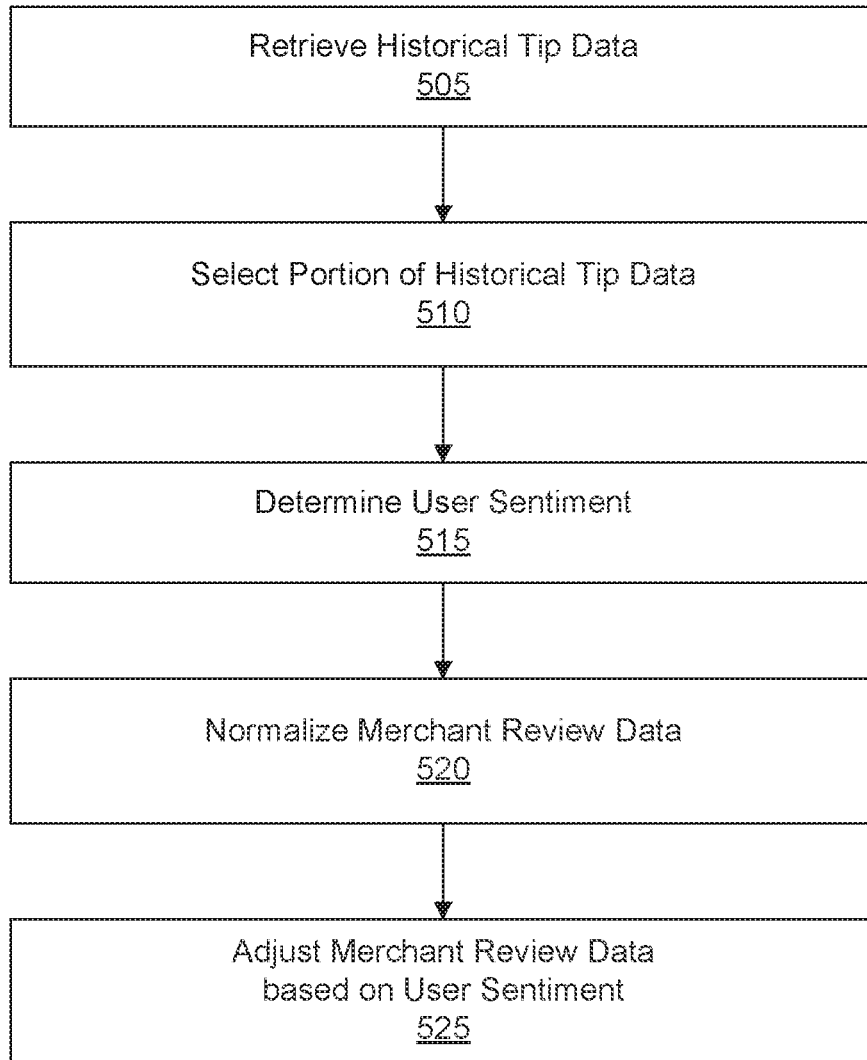 Retrieve Historical Tip Data
505
Select Portion of Historical Tip Data
510
Determine User Sentiment
515
Normalize Merchant Review Data
520
Adjust Merchant Review Data
based on User Sentiment
525